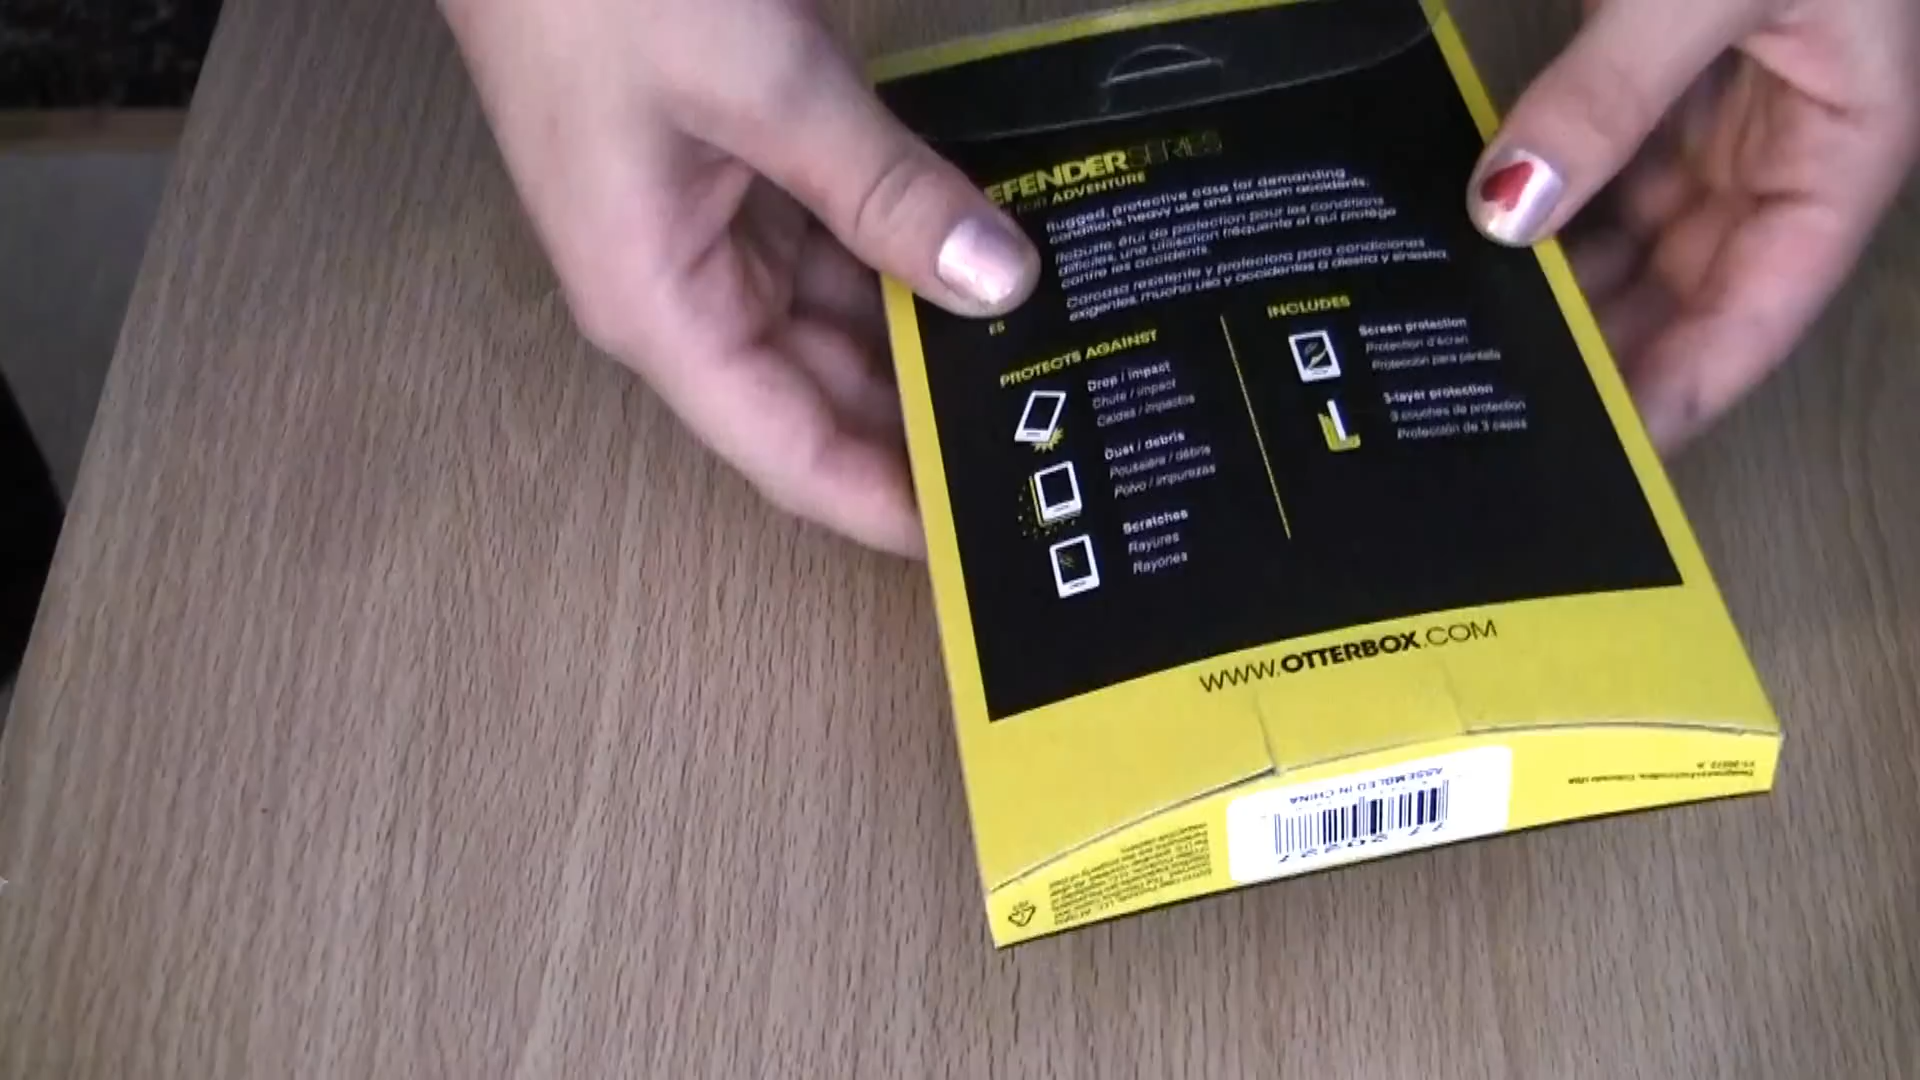 EFENDERSERIES
FOR ADVENTURE
Rugged, protective case for demanding
conditions, heavy use and random accidents.
Robuste, étui de protection pour les conditions
difficiles, une utilisation fréquente et qui protège
contre les accidents.
Carcasa resistente y protectora para condiciones
exigentes, mucho uso y accidentes a diestra y siniestra.
ES
PROTECTS AGAINST
Drop / impact
Chute / impact
Caídas / impactos
Dust / debris
Poussière / débris
Polvo / impurezas
Scratches
Rayures
Rayones
INCLUDES
Screen protection
Protection d'écran
Protección para pantalla
3-layer protection
3 couches de protection
Protección de 3 capas
WWW.OTTERBOX.COM
ASSEMBLED IN CHINA